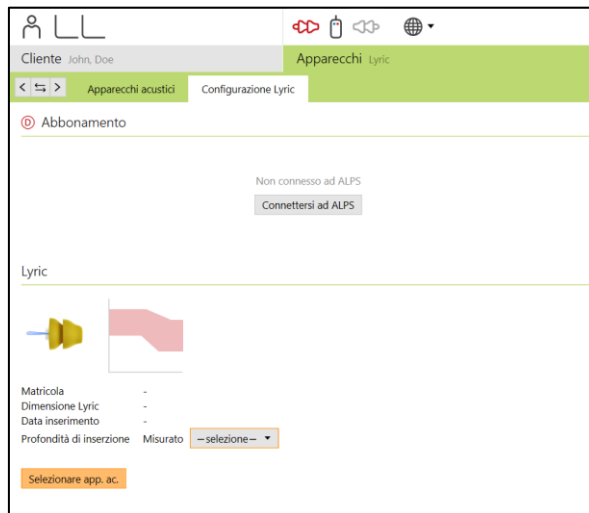 Cliente John, Doe
Apparecchi Lyric
Apparecchi acustici
Configurazione Lyric
D Abbonamento
Non connesso ad ALPS
Connettersi ad ALPS
Lyric
Matricola -
Dimensione Lyric -
Data inserimento -
Profondità di inserzione Misurato —selezione—
Selezionare app. ac.